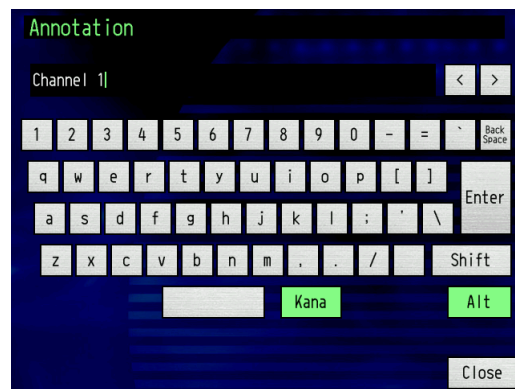 Annotation
Channel 1
< >
1 2 3 4 5 6 7 8 9 0 - = ` Back Space
q w e r t y u i o p [ ]
Enter
a s d f g h j k l ; ' \
z x c v b n m , . / Shift
Kana Alt
Close